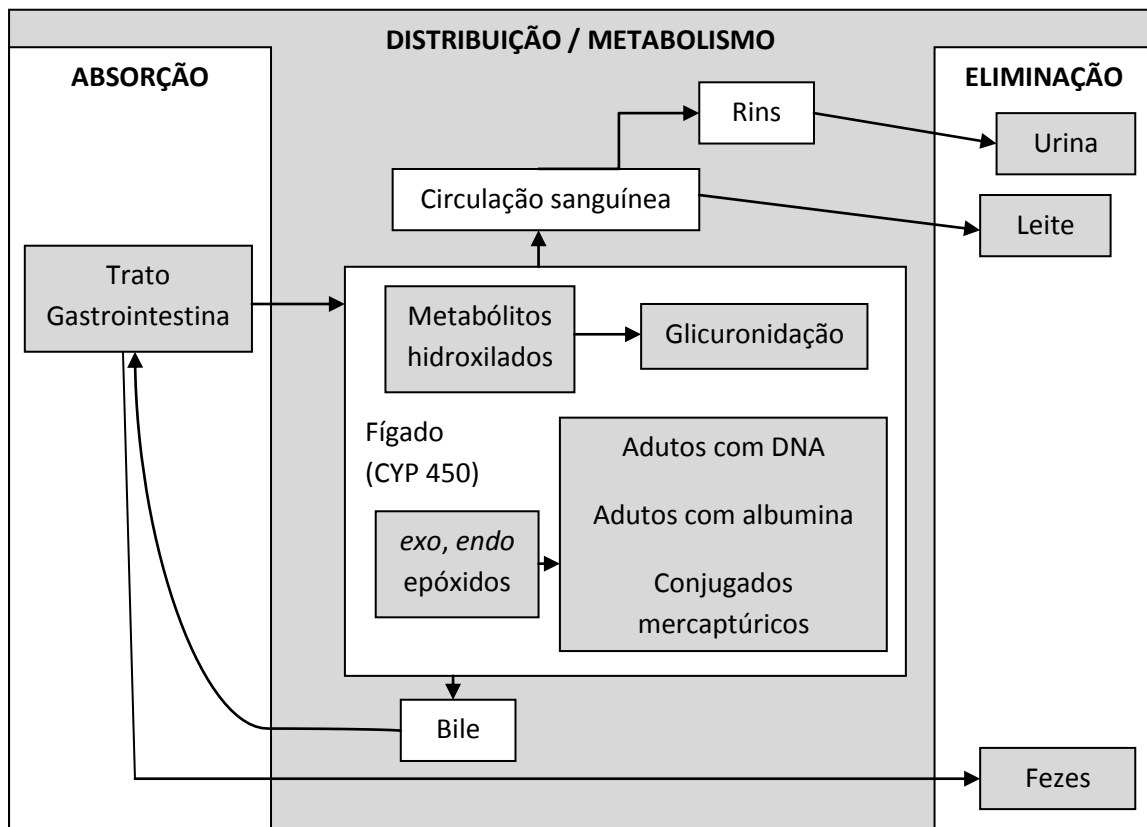 DISTRIBUIÇÃO / METABOLISMO
ABSORÇÃO
ELIMINAÇÃO
Rins
Urina
Circulação sanguínea
Leite
Trato
Gastrointestina
Metabólitos
hidroxilados
Glicuronidação
Fígado
(CYP 450)
Adutos com DNA
Adutos com albumina
Conjugados
mercaptúricos
exo, endo
epóxidos
Bile
Fezes